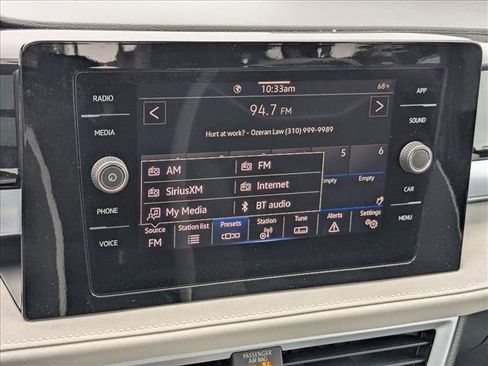 RADIO
MEDIA
PHONE
VOICE
10:33am
68°F
94.7 FM
Hurt at work? - Ozeran Law (310) 999-9989
AM
FM
SiriusXM
Internet
My Media
BT audio
5
6
Empty
Empty
Source
FM
Station list
Presets
Station
Tune
Alerts
Settings
APP
SOUND
CAR
MENU
PASSENGER
AIR BAG